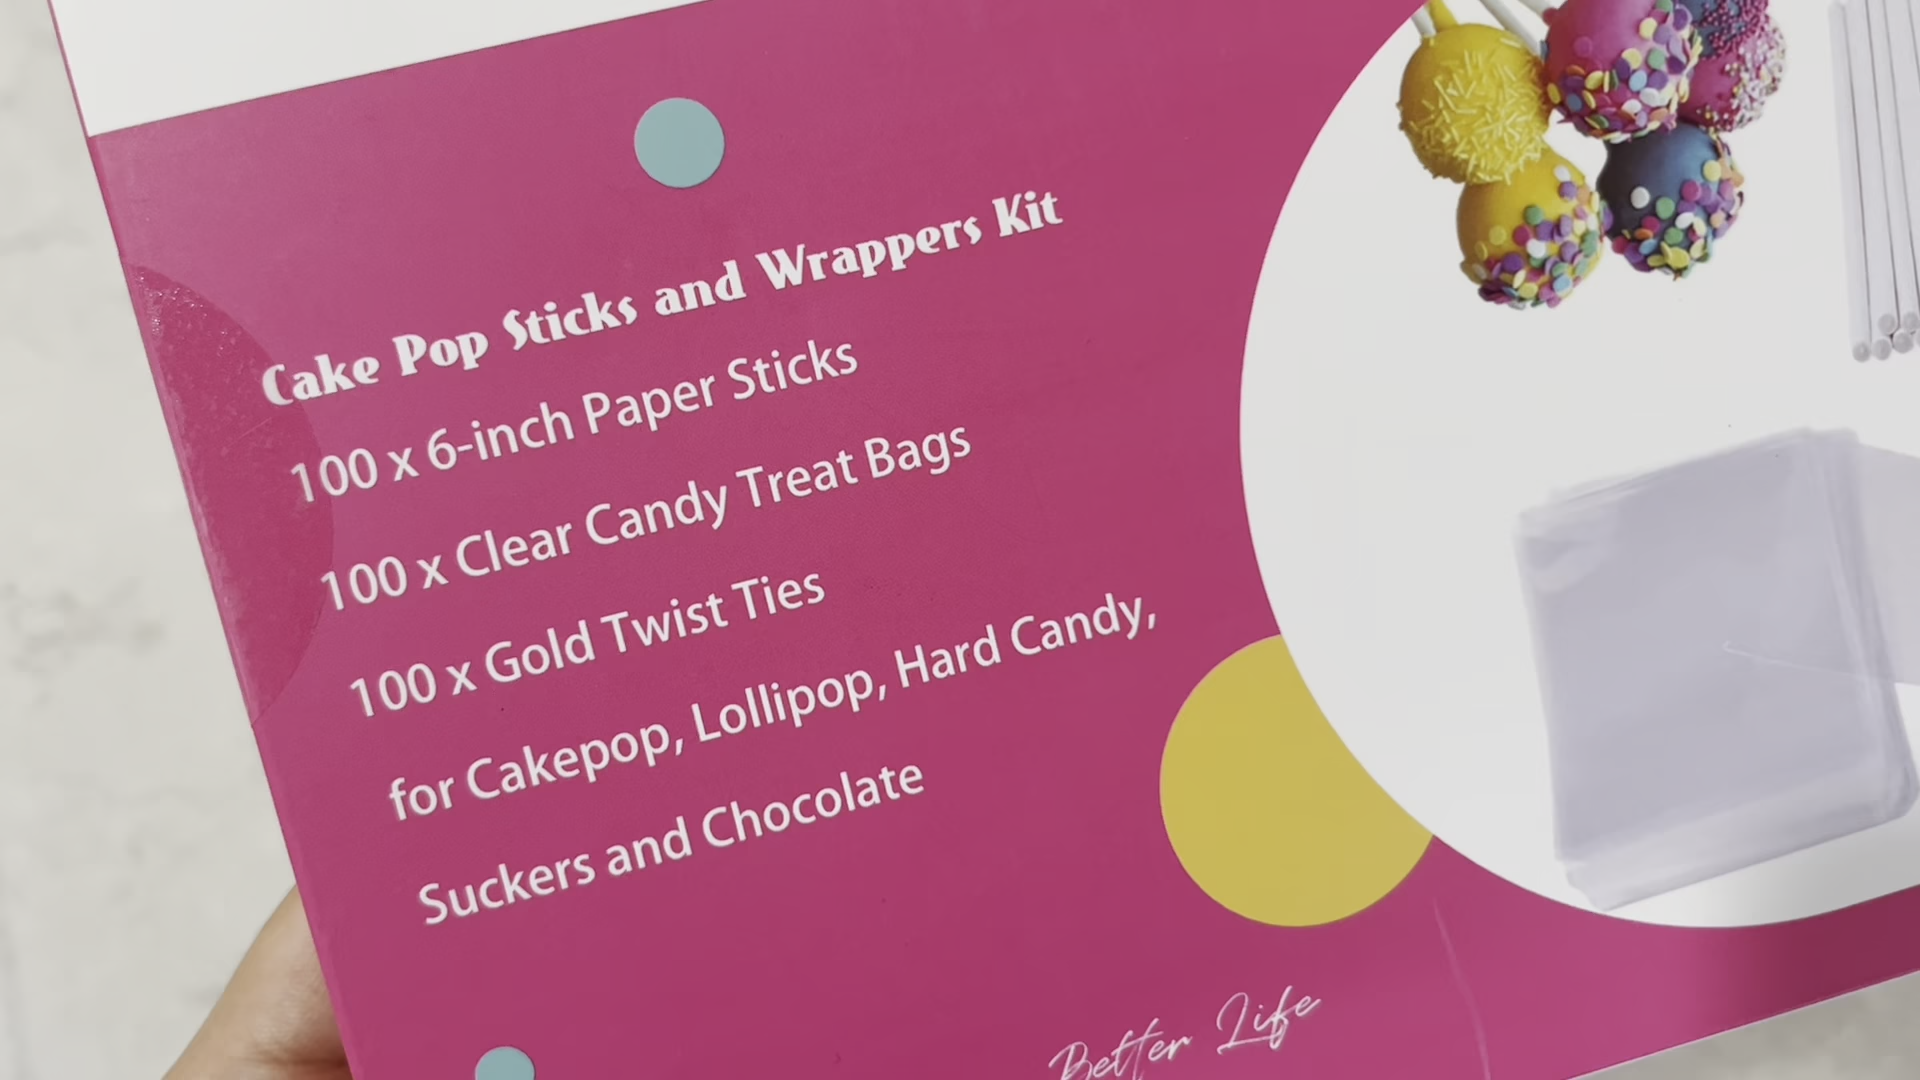 Cake Pop Sticks and Wrappers Kit
100 x 6-inch Paper Sticks
100 x Clear Candy Treat Bags
100 x Gold Twist Ties
for Cakepop, Lollipop, Hard Candy,
Suckers and Chocolate
Better Life